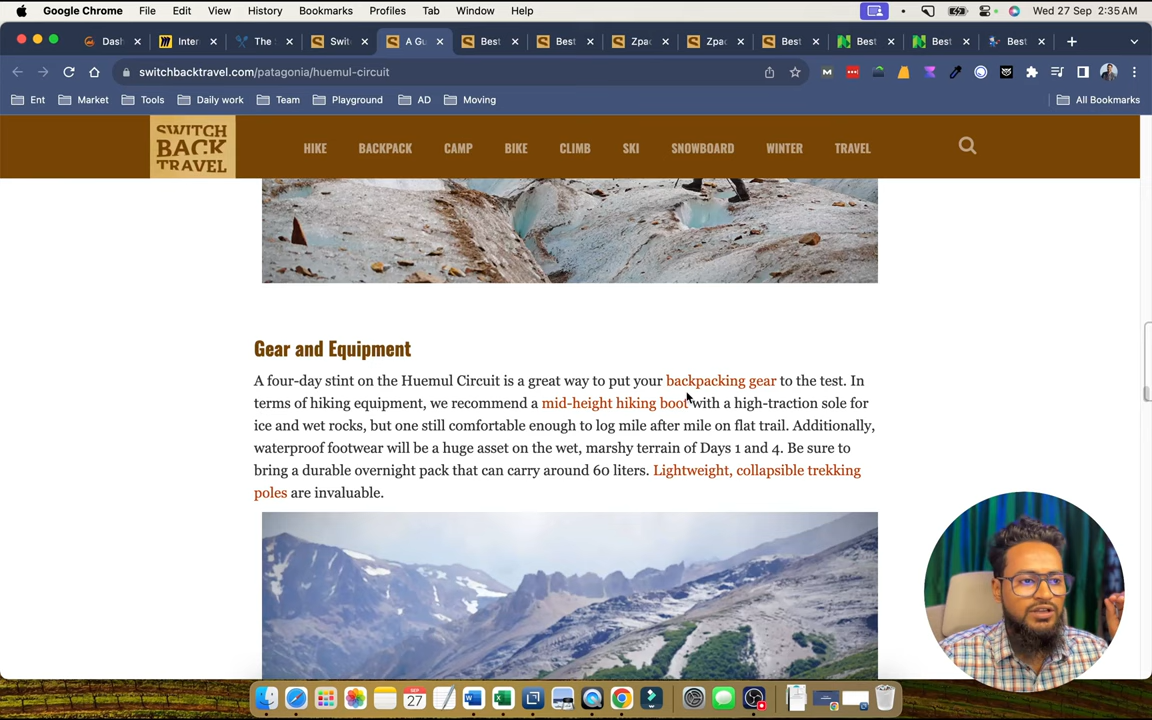 Google Chrome File Edit View History Bookmarks Profiles Tab Window Help Wed 27 Sep 2:35 AM
Dash Inter The Swit A Gu Best Best Zpac Zpac Best Best Best Best
switchbacktravel.com/patagonia/huemul-circuit
Ent Market Tools Daily work Team Playground AD Moving All Bookmarks
SWITCH
BACK
TRAVEL
HIKE BACKPACK CAMP BIKE CLIMB SKI SNOWBOARD WINTER TRAVEL
Gear and Equipment
A four-day stint on the Huemul Circuit is a great way to put your backpacking gear to the test. In
terms of hiking equipment, we recommend a mid-height hiking boot with a high-traction sole for
ice and wet rocks, but one still comfortable enough to log mile after mile on flat trail. Additionally,
waterproof footwear will be a huge asset on the wet, marshy terrain of Days 1 and 4. Be sure to
bring a durable overnight pack that can carry around 60 liters. Lightweight, collapsible trekking
poles are invaluable.
SEP
27